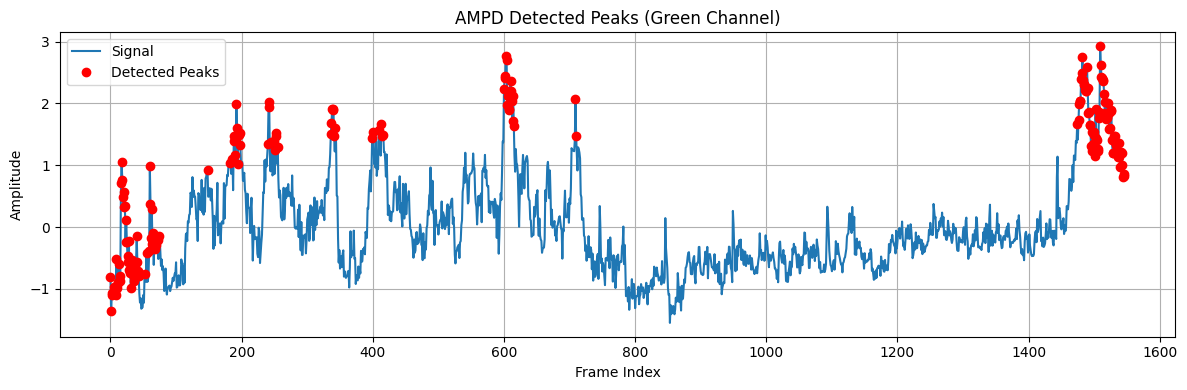 AMPD Detected Peaks (Green Channel)
Signal
Detected Peaks
3
2
1
0
−1
Amplitude
0 200 400 600 800 1000 1200 1400 1600
Frame Index